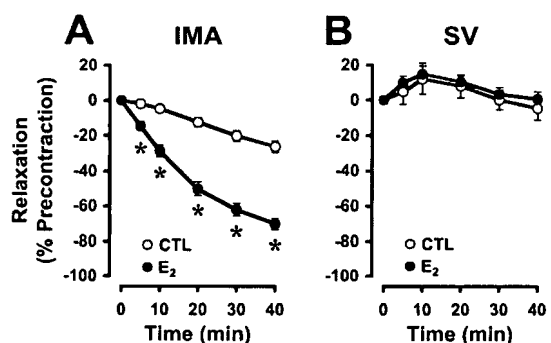 A
IMA
B
SV
Relaxation
(% Precontraction)
20
0
-20
-40
-60
-80
-100
* * * * *
CTL
E₂
0 10 20 30 40
Time (min)
20
0
-20
-40
-60
-80
-100
CTL
E₂
0 10 20 30 40
Time (min)